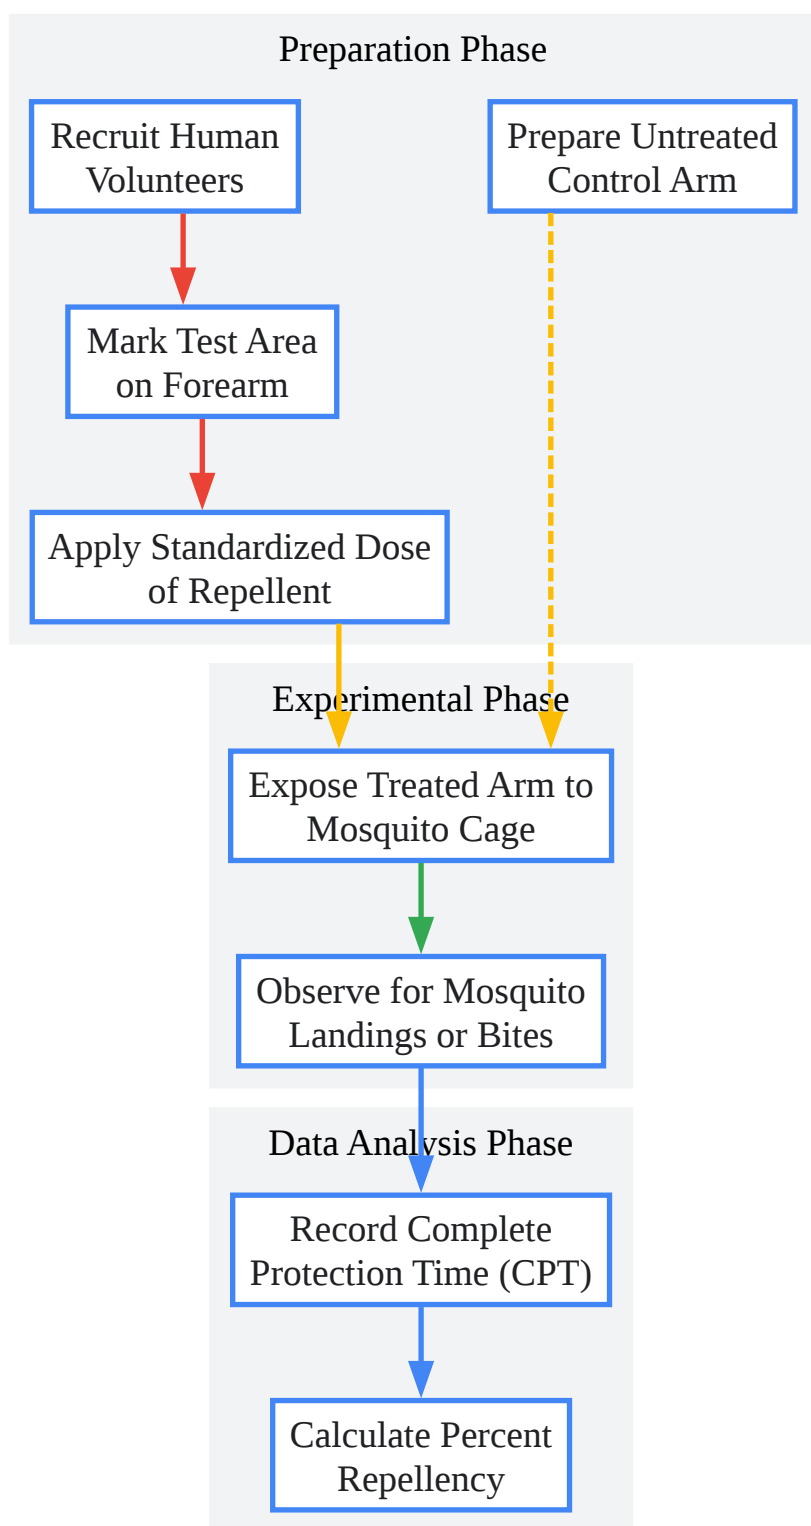 Preparation Phase
Recruit Human
Volunteers
Prepare Untreated
Control Arm
Mark Test Area
on Forearm
Apply Standardized Dose
of Repellent
Experimental Phase
Expose Treated Arm to
Mosquito Cage
Observe for Mosquito
Landings or Bites
Data Analysis Phase
Record Complete
Protection Time (CPT)
Calculate Percent
Repellency